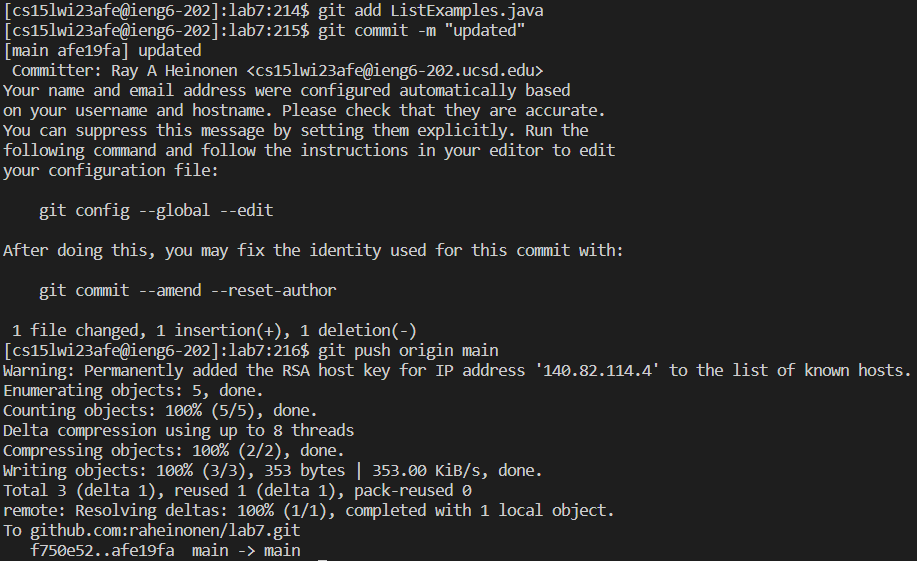 [cs15lwi23afe@ieng6-202]:lab7:214$ git add ListExamples.java
[cs15lwi23afe@ieng6-202]:lab7:215$ git commit -m "updated"
[main afe19fa] updated
 Committer: Ray A Heinonen <cs15lwi23afe@ieng6-202.ucsd.edu>
Your name and email address were configured automatically based
on your username and hostname. Please check that they are accurate.
You can suppress this message by setting them explicitly. Run the
following command and follow the instructions in your editor to edit
your configuration file:

    git config --global --edit

After doing this, you may fix the identity used for this commit with:

    git commit --amend --reset-author

 1 file changed, 1 insertion(+), 1 deletion(-)
[cs15lwi23afe@ieng6-202]:lab7:216$ git push origin main
Warning: Permanently added the RSA host key for IP address '140.82.114.4' to the list of known hosts.
Enumerating objects: 5, done.
Counting objects: 100% (5/5), done.
Delta compression using up to 8 threads
Compressing objects: 100% (2/2), done.
Writing objects: 100% (3/3), 353 bytes | 353.00 KiB/s, done.
Total 3 (delta 1), reused 1 (delta 1), pack-reused 0
remote: Resolving deltas: 100% (1/1), completed with 1 local object.
To github.com:raheinonen/lab7.git
   f750e52..afe19fa  main -> main